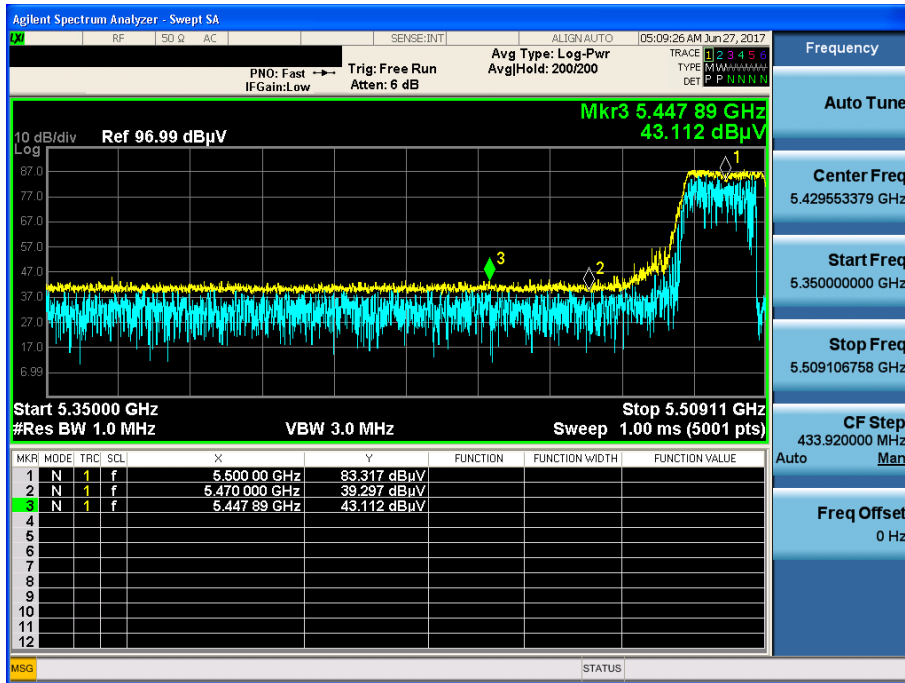 Agilent Spectrum Analyzer - Swept SA
LXI RF 50 Ω AC SENSE:INT ALIGN AUTO 05:09:26 AM Jun 27, 2017
PNO: Fast Trig: Free Run Avg Type: Log-Pwr TRACE 1 2 3 4 5 6
IFGain:Low Atten: 6 dB Avg|Hold: 200/200 TYPE M W W W W W
DET P P N N N N
Mkr3 5.447 89 GHz
43.112 dBµV
10 dB/div Ref 96.99 dBµV
Log
87.0
77.0
67.0
57.0
47.0
37.0
27.0
17.0
6.99
1
2
3
Start 5.35000 GHz Stop 5.50911 GHz
#Res BW 1.0 MHz VBW 3.0 MHz Sweep 1.00 ms (5001 pts)
MKR MODE TRC SCL X Y FUNCTION FUNCTION WIDTH FUNCTION VALUE
1 N 1 f 5.500 00 GHz 83.317 dBµV
2 N 1 f 5.470 000 GHz 39.297 dBµV
3 N 1 f 5.447 89 GHz 43.112 dBµV
4
5
6
7
8
9
10
11
12
MSG STATUS
Frequency
Auto Tune
Center Freq
5.429553379 GHz
Start Freq
5.350000000 GHz
Stop Freq
5.509106758 GHz
CF Step
433.920000 MHz
Auto Man
Freq Offset
0 Hz